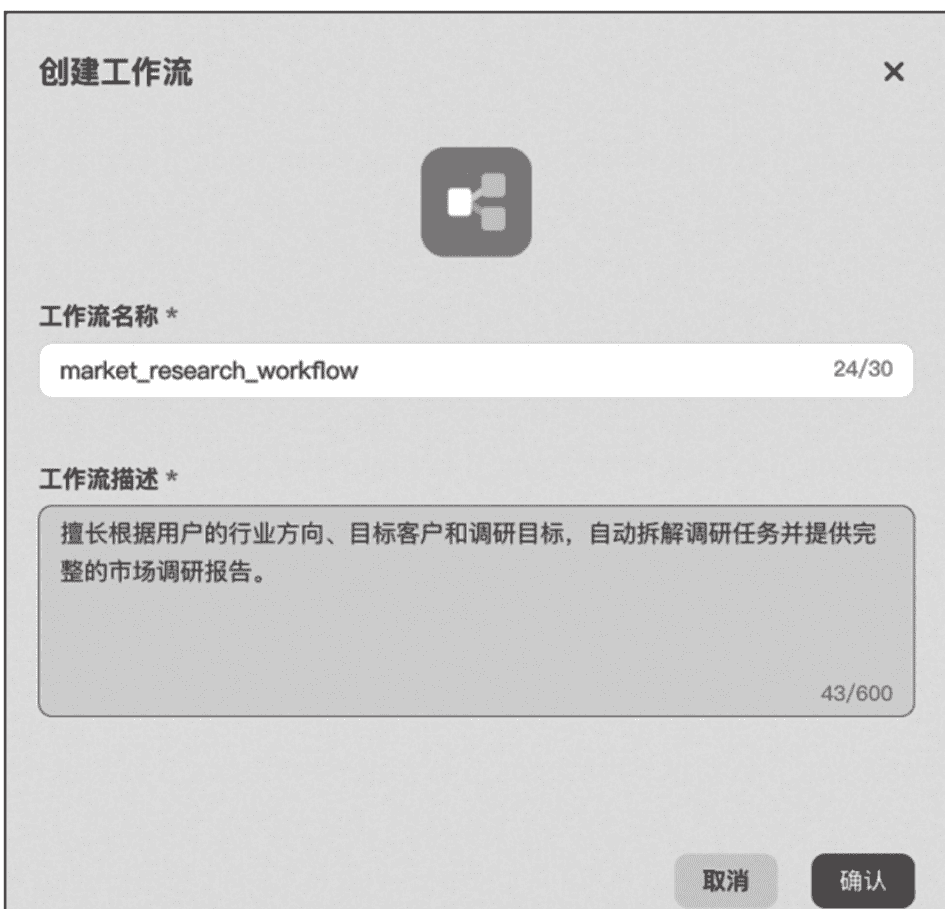 创建工作流
工作流名称 *
market_research_workflow 24/30
工作流描述 *
擅长根据用户的行业方向、目标客户和调研目标，自动拆解调研任务并提供完
整的市场调研报告。
43/600
取消 确认